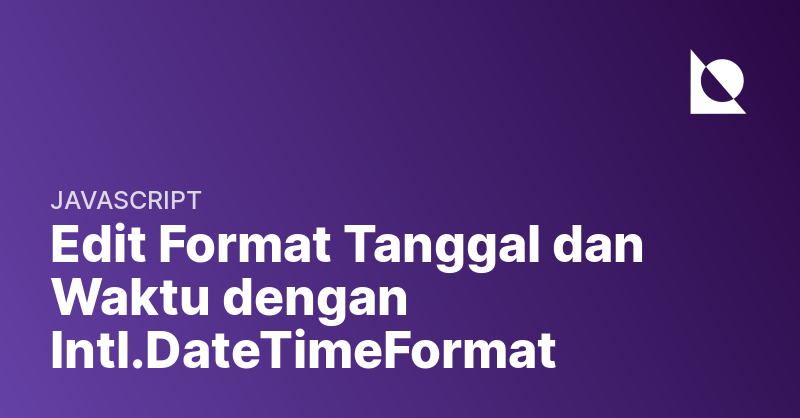 JAVASCRIPT
Edit Format Tanggal dan
Waktu dengan
Intl.DateTimeFormat